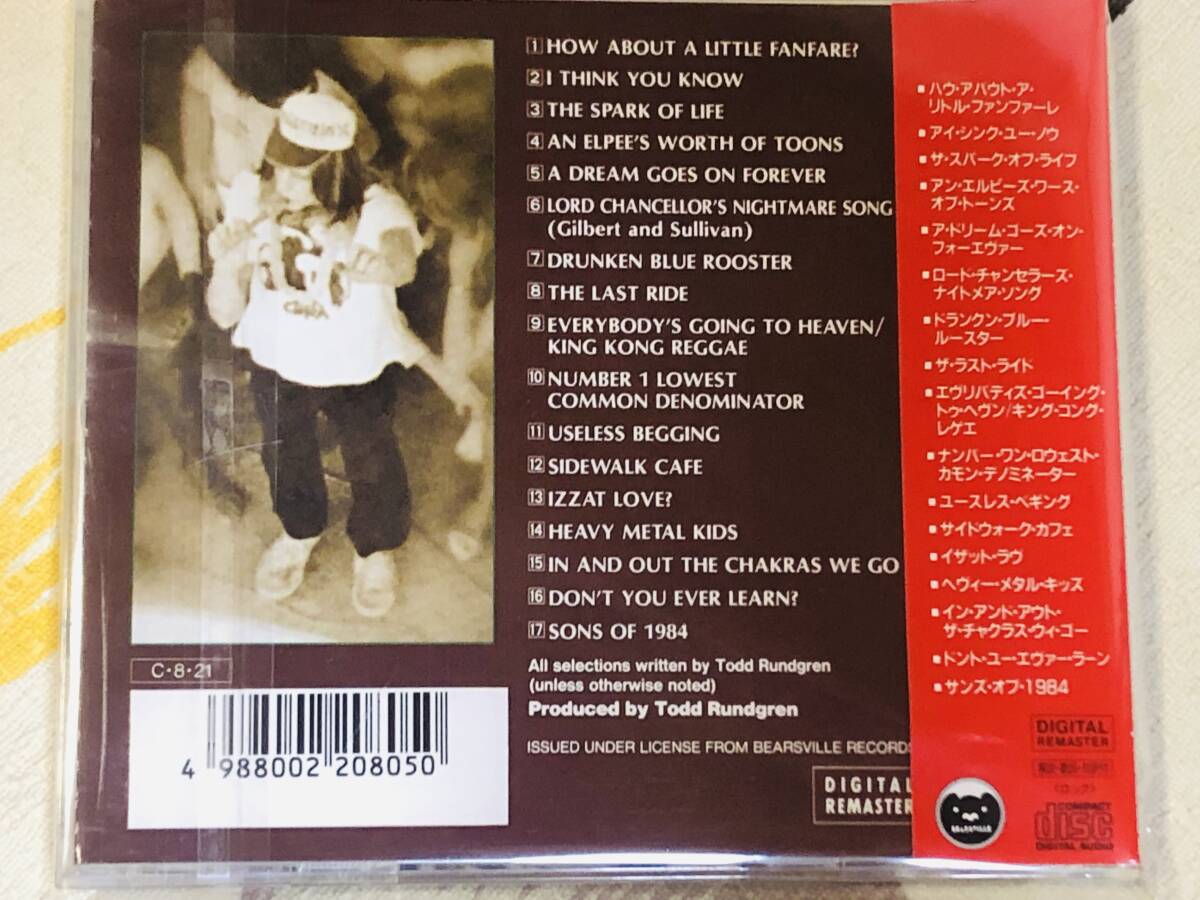 1 HOW ABOUT A LITTLE FANFARE?
2 I THINK YOU KNOW
3 THE SPARK OF LIFE
4 AN ELPEE'S WORTH OF TOONS
5 A DREAM GOES ON FOREVER
6 LORD CHANCELLOR'S NIGHTMARE SONG
(Gilbert and Sullivan)
7 DRUNKEN BLUE ROOSTER
8 THE LAST RIDE
9 EVERYBODY'S GOING TO HEAVEN/
KING KONG REGGAE
10 NUMBER 1 LOWEST
COMMON DENOMINATOR
11 USELESS BEGGING
12 SIDEWALK CAFE
13 IZZAT LOVE?
14 HEAVY METAL KIDS
15 IN AND OUT THE CHAKRAS WE GO
16 DON'T YOU EVER LEARN?
17 SONS OF 1984
All selections written by Todd Rundgren
(unless otherwise noted)
Produced by Todd Rundgren
ISSUED UNDER LICENSE FROM BEARSVILLE RECORDS
DIGITAL
REMASTER
C・8・21
4 988002 208050
■ハウ・アバウト・ア・
リトル・ファンファーレ
■アイ・シンク・ユー・ノウ
■ザ・スパーク・オフ・ライフ
■アン・エルピーズ・ワース・
オブ・トーンズ
■ア・ドリーム・ゴーズ・オン・
フォーエヴァー
■ロード・チャンセラーズ・
ナイトメア・ソング
■ドランクン・ブルー・
ルースター
■ザ・ラスト・ライド
■エヴリバディズ・ゴーイング・
トゥ・ヘヴン/キング・コング・
レゲエ
■ナンバー・ワン・ロウェスト・
カモン・デノミネーター
■ユースレス・ベギング
■サイドウォーク・カフェ
■イザット・ラヴ
■ヘヴィー・メタル・キッズ
■イン・アンド・アウト・
ザ・チャクラス・ウィ・ゴー
■ドント・ユー・エヴァー・ラーン
■サンズ・オブ・1984
DIGITAL
REMASTER
(ロック)
BEARSVILLE
COMPACT
disc
DIGITAL AUDIO